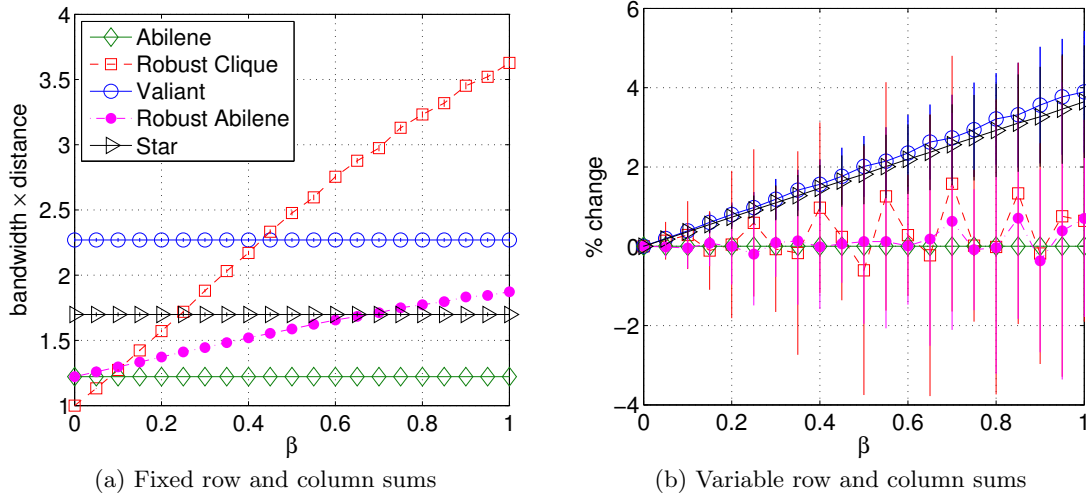 4
3.5
3
2.5
2
1.5
1
0 0.2 0.4 0.6 0.8 1
bandwidth × distance
β
Abilene
Robust Clique
Valiant
Robust Abilene
Star
(a) Fixed row and column sums
6
4
2
0
−2
−4
0 0.2 0.4 0.6 0.8 1
% change
β
(b) Variable row and column sums